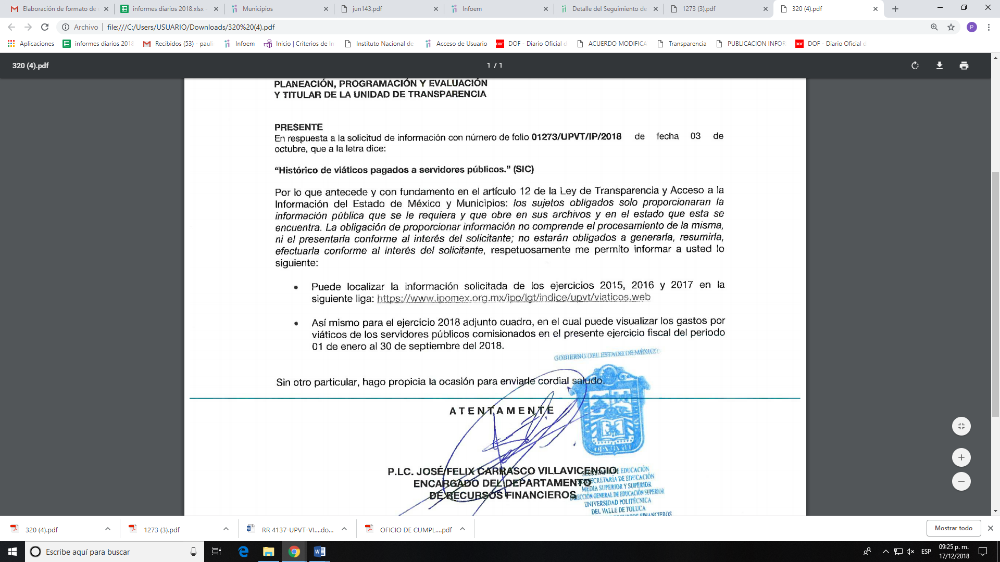 Elaboración de formato de
informes diarios 2018.xlsx -
Municipios
jun143.pdf
Infoem
Detalle del Seguimiento de
1273 (3).pdf
320 (4).pdf
Archivo
file:///C:/Users/USUARIO/Downloads/320%20(4).pdf
P
Aplicaciones
informes diarios 2018
Recibidos (53) - pauli
Infoem
Inicio | Criterios de In
Instituto Nacional de
Acceso de Usuario
DOF - Diario Oficial d
ACUERDO MODIFICA
Transparencia
PUBLICACION INFOR
DOF - Diario Oficial d
320 (4).pdf
1 / 1
PLANEACIÓN, PROGRAMACIÓN Y EVALUACIÓN
Y TITULAR DE LA UNIDAD DE TRANSPARENCIA
PRESENTE
En respuesta a la solicitud de información con número de folio 01273/UPVT/IP/2018 de fecha 03 de
octubre, que a la letra dice:
“Histórico de viáticos pagados a servidores públicos.” (SIC)
Por lo que antecede y con fundamento en el artículo 12 de la Ley de Transparencia y Acceso a la
Información del Estado de México y Municipios: los sujetos obligados solo proporcionaran la
información pública que se le requiera y que obre en sus archivos y en el estado que esta se
encuentra. La obligación de proporcionar información no comprende el procesamiento de la misma,
ni el presentarla conforme al interés del solicitante; no estarán obligados a generarla, resumirla,
efectuarla conforme al interés del solicitante, respetuosamente me permito informar a usted lo
siguiente:
• Puede localizar la información solicitada de los ejercicios 2015, 2016 y 2017 en la
siguiente liga: https://www.ipomex.org.mx/ipo/lgt/indice/upvt/viaticos.web
• Así mismo para el ejercicio 2018 adjunto cuadro, en el cual puede visualizar los gastos por
viáticos de los servidores públicos comisionados en el presente ejercicio fiscal del periodo
01 de enero al 30 de septiembre del 2018.
GOBIERNO DEL ESTADO DE MÉXICO
Sin otro particular, hago propicia la ocasión para enviarle cordial saludo.
ATENTAMENTE
P.LC. JOSÉ FELIX CARRASCO VILLAVICENCIO
ENCARGADO DEL DEPARTAMENTO
DE RECURSOS FINANCIEROS
SECRETARÍA DE EDUCACIÓN
SUBSECRETARÍA DE EDUCACIÓN
MEDIA SUPERIOR Y SUPERIOR
DIRECCIÓN GENERAL DE EDUCACIÓN SUPERIOR
UNIVERSIDAD POLITÉCNICA
DEL VALLE DE TOLUCA
FINANCIEROS
320 (4).pdf
1273 (3).pdf
RR 4137-UPVT-VI....do...
OFICIO DE CUMPL....pdf
Mostrar todo
Escribe aquí para buscar
ESP
09:25 p. m.
17/12/2018